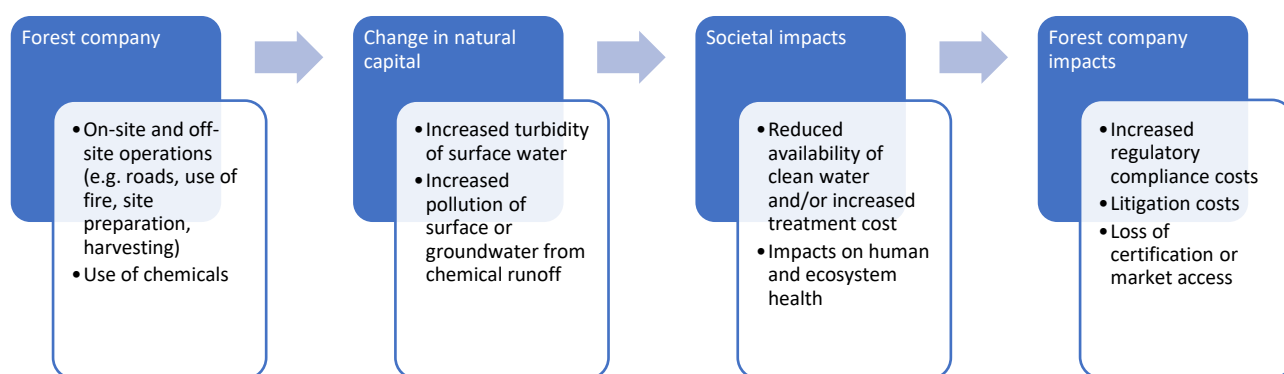 Forest company
•On-site and off-
site operations
(e.g. roads, use of
fire, site
preparation,
harvesting)
•Use of chemicals
Change in natural
capital
•Increased turbidity
of surface water
•Increased
pollution of
surface or
groundwater from
chemical runoff
Societal impacts
•Reduced
availability of
clean water
and/or increased
treatment cost
•Impacts on human
and ecosystem
health
Forest company
impacts
•Increased
regulatory
compliance costs
•Litigation costs
•Loss of
certification or
market access